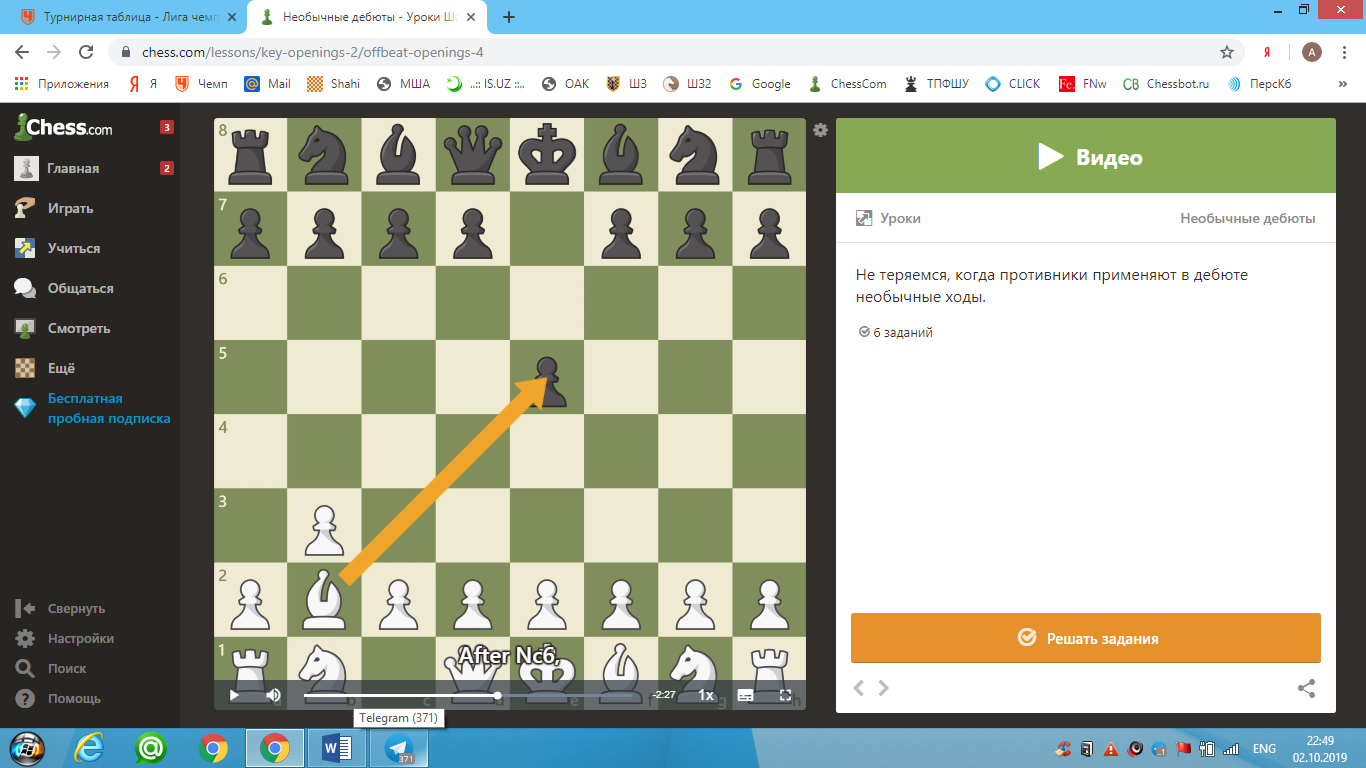 Турнирная таблица - Лига чемп
Необычные дебюты - Уроки Ша
chess.com/lessons/key-openings-2/offbeat-openings-4
Я
A
Приложения Я Чемп Mail Shahi МША ..:: IS.UZ ::.. ОАК Ш3 Ш32 Google ChessCom ТПФШУ CLICK FNw Chessbot.ru ПерсКб »
Chess.com 3
Главная 2
Играть
Учиться
Общаться
Смотреть
Ещё
Бесплатная
пробная подписка
Свернуть
Настройки
Поиск
Помощь
8
7
6
5
4
3
2
1
After Nc6,
-2:27 1x
Telegram (371)
Видео
Уроки Необычные дебюты
Не теряемся, когда противники применяют в дебюте
необычные ходы.
6 заданий
Решать задания
371
ENG
22:49
02.10.2019